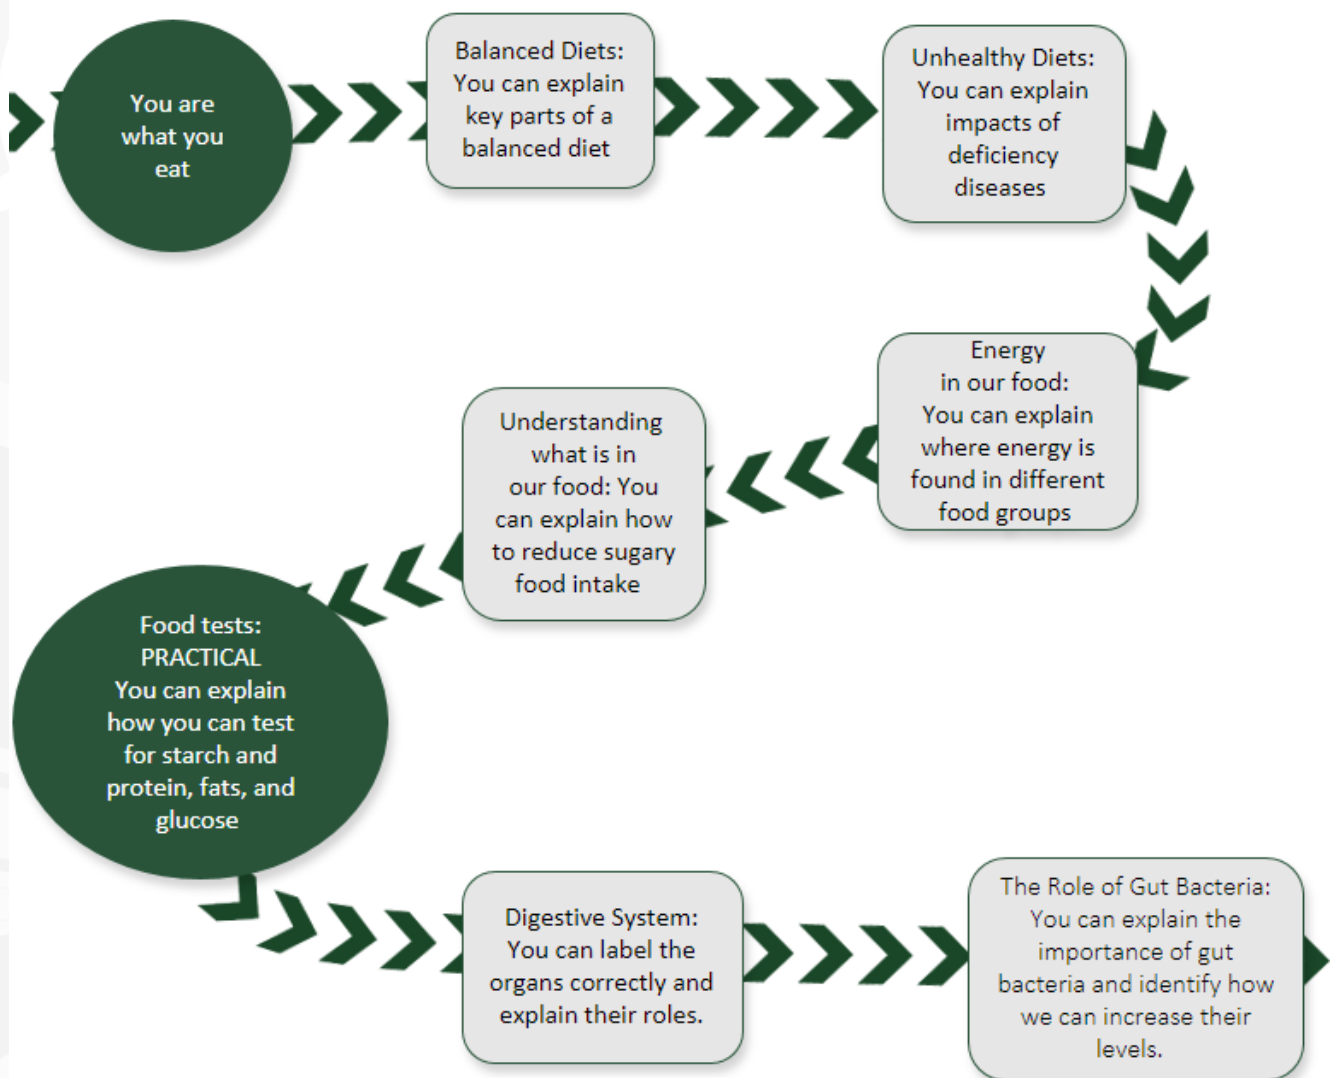 You are
what you
eat
Balanced Diets:
You can explain
key parts of a
balanced diet
Unhealthy Diets:
You can explain
impacts of
deficiency
diseases
Energy
in our food:
You can explain
where energy is
found in different
food groups
Understanding
what is in
our food: You
can explain how
to reduce sugary
food intake
Food tests:
PRACTICAL
You can explain
how you can test
for starch and
protein, fats, and
glucose
Digestive System:
You can label the
organs correctly and
explain their roles.
The Role of Gut Bacteria:
You can explain the
importance of gut
bacteria and identify how
we can increase their
levels.